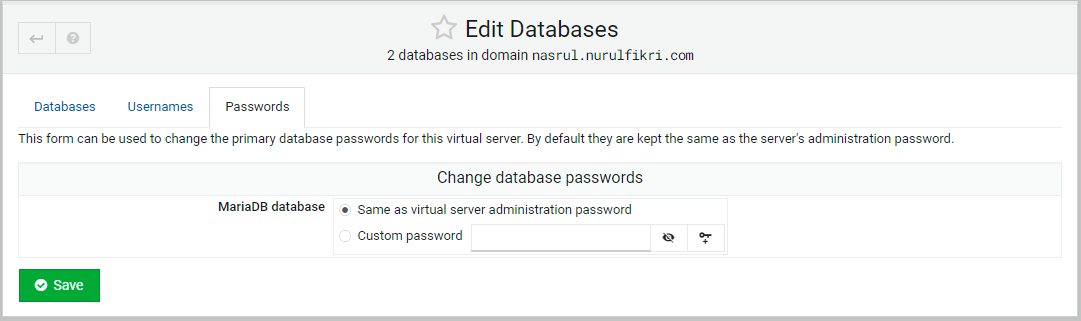 Edit Databases
2 databases in domain nasrul.nurulfikri.com
Databases Usernames Passwords
This form can be used to change the primary database passwords for this virtual server. By default they are kept the same as the server's administration password.
Change database passwords
MariaDB database Same as virtual server administration password
Custom password
Save